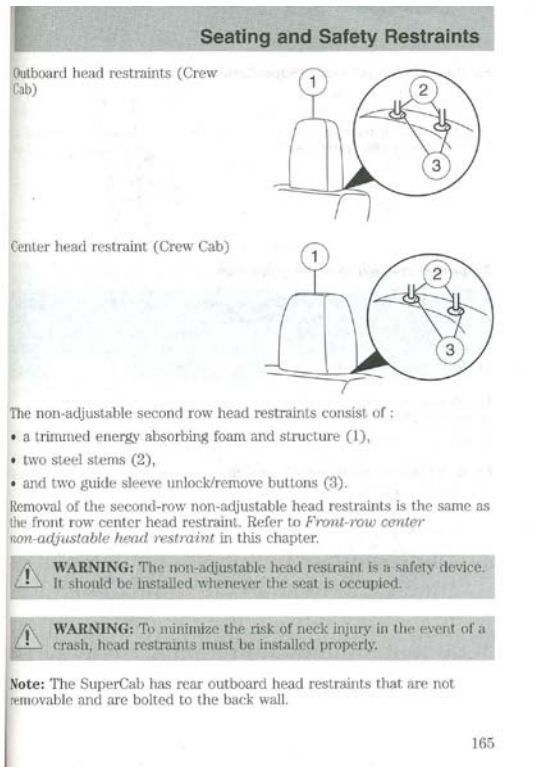 Seating and Safety Restraints
Outboard head restraints (Crew
Cab)
1
2
3
Center head restraint (Crew Cab)
1
2
3
The non-adjustable second row head restraints consist of :
• a trimmed energy absorbing foam and structure (1),
• two steel stems (2),
• and two guide sleeve unlock/remove buttons (3).
Removal of the second-row non-adjustable head restraints is the same as
the front row center head restraint. Refer to Front-row center
non-adjustable head restraint in this chapter.
WARNING: The non-adjustable head restraint is a safety device.
It should be installed whenever the seat is occupied.
WARNING: To minimize the risk of neck injury in the event of a
crash, head restraints must be installed properly.
Note: The SuperCab has rear outboard head restraints that are not
removable and are bolted to the back wall.
165